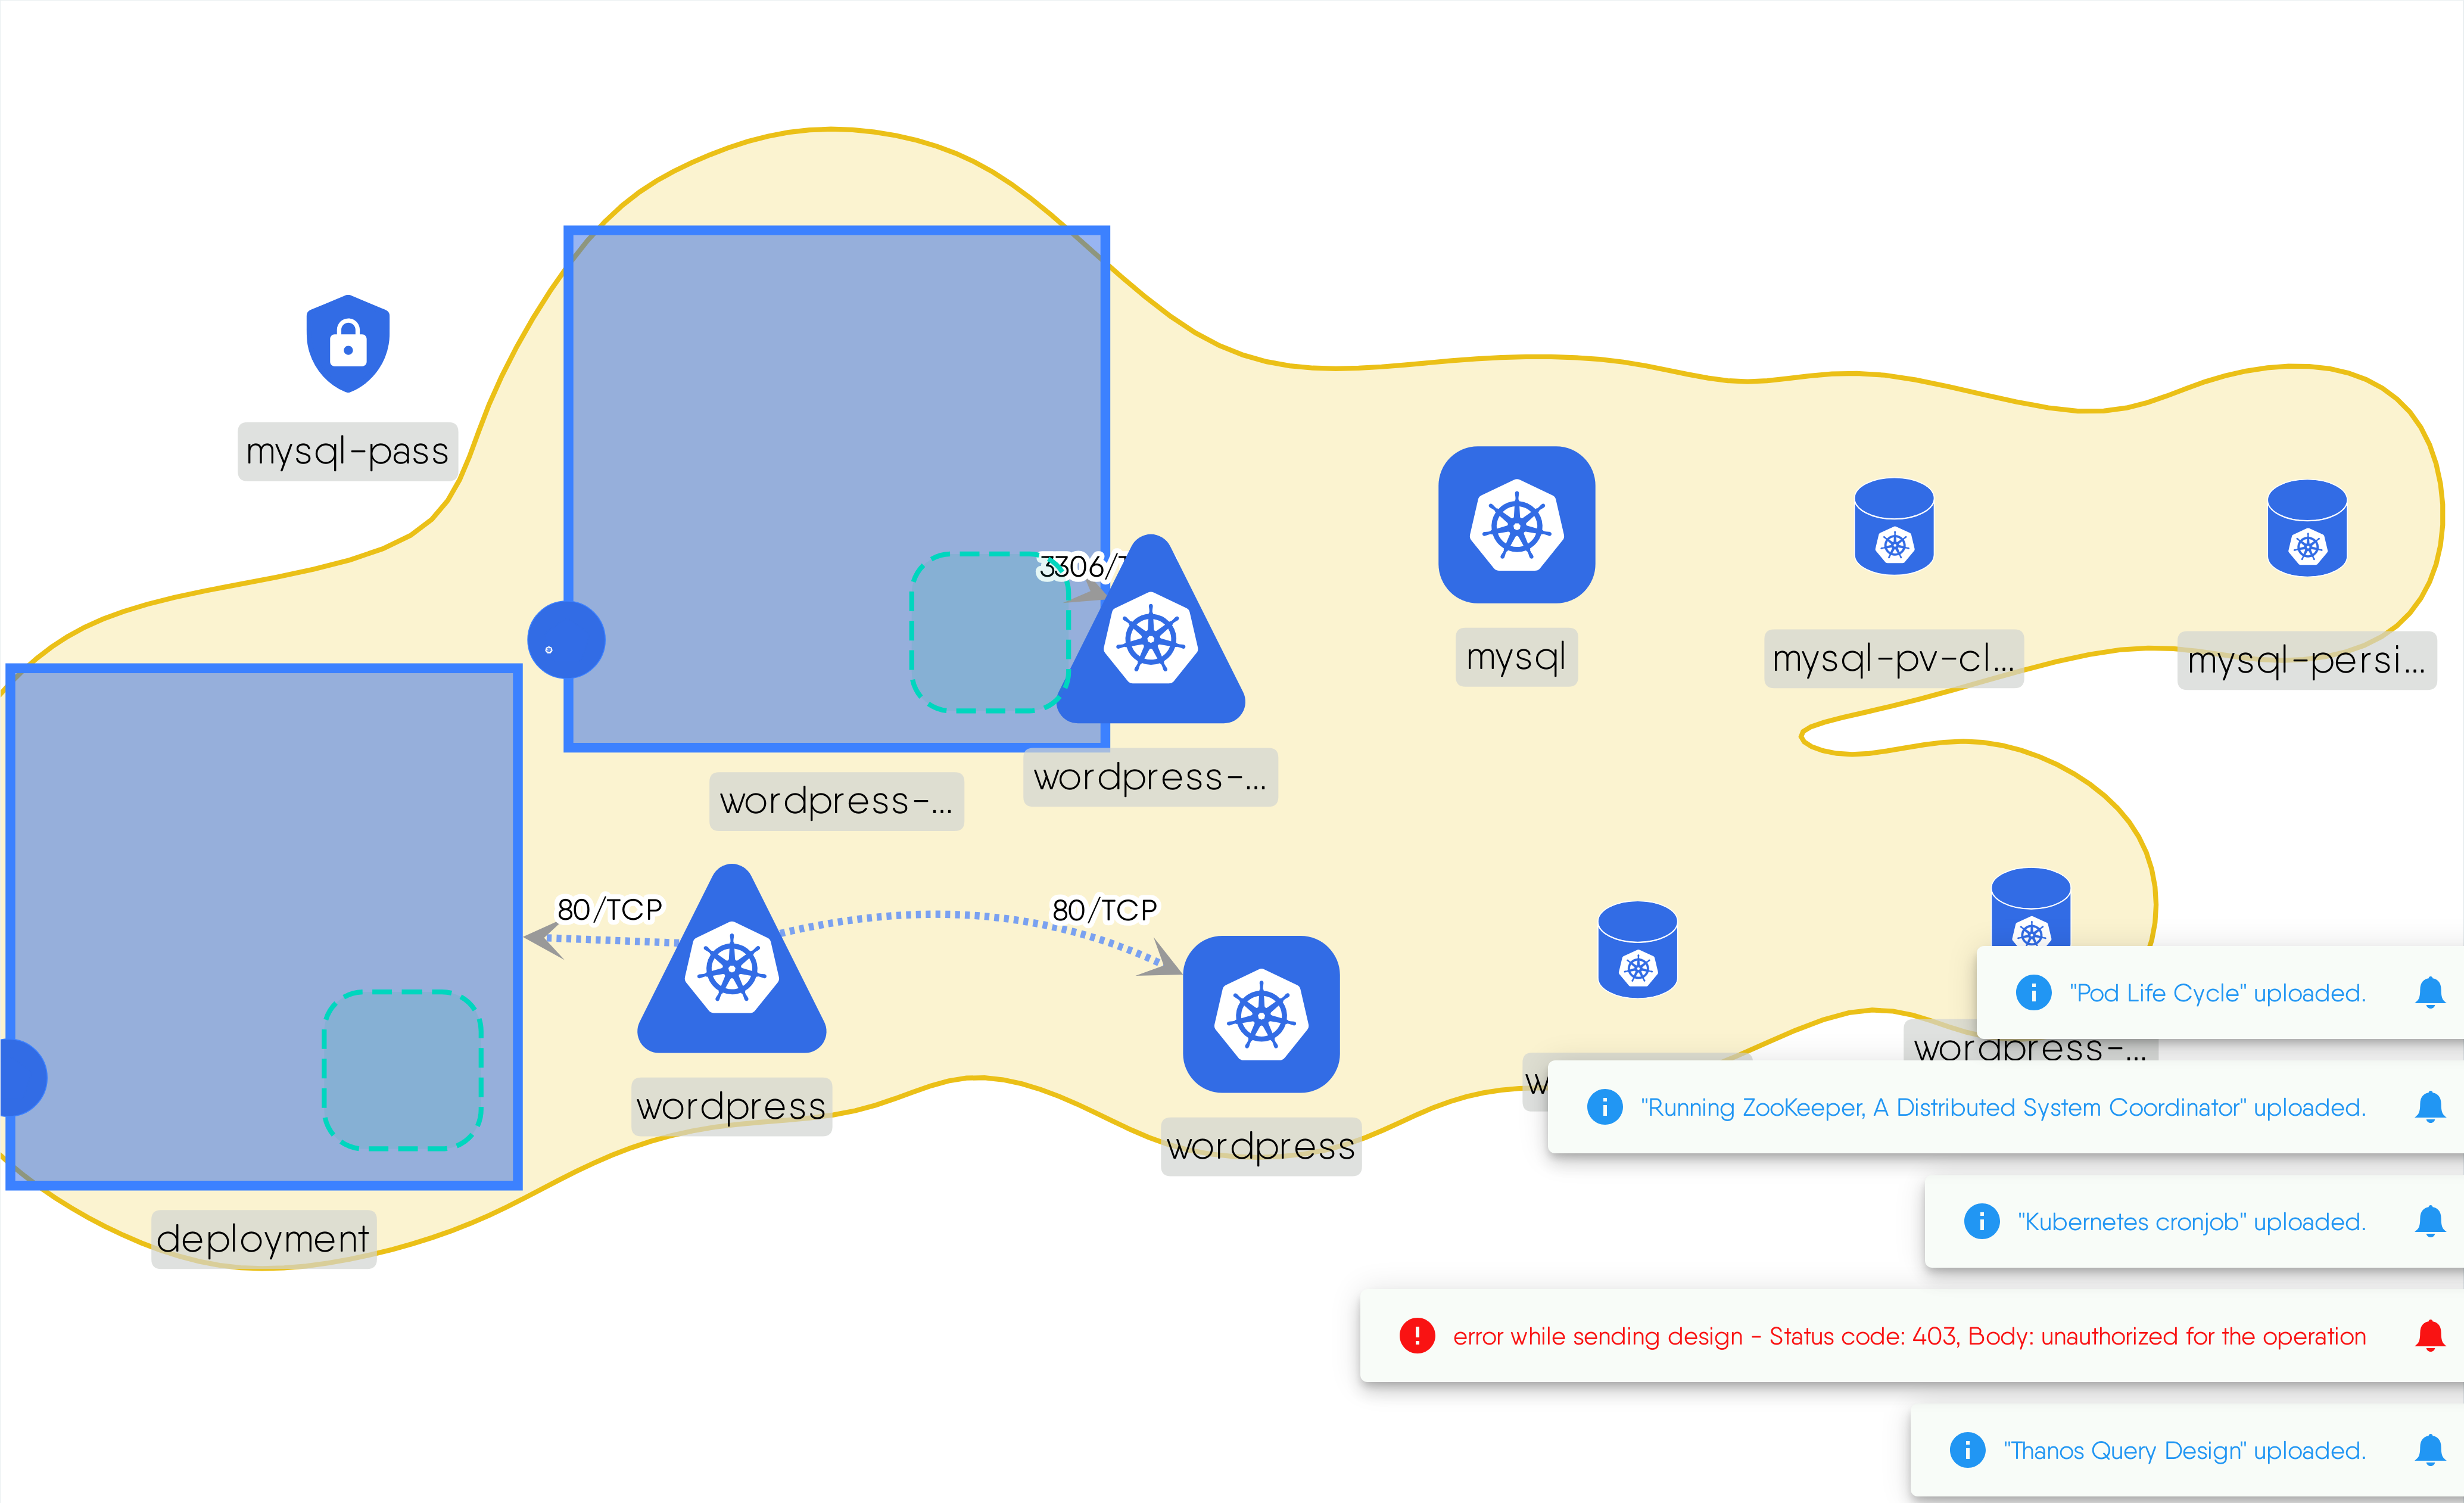 mysql-pass
3306/T
mysql
mysql-pv-cl...
mysql-persi...
wordpress-...
wordpress-...
80/TCP
80/TCP
wordpress
wordpress
wordpress-...
deployment
"Pod Life Cycle" uploaded.
"Running ZooKeeper, A Distributed System Coordinator" uploaded.
"Kubernetes cronjob" uploaded.
error while sending design - Status code: 403, Body: unauthorized for the operation
"Thanos Query Design" uploaded.